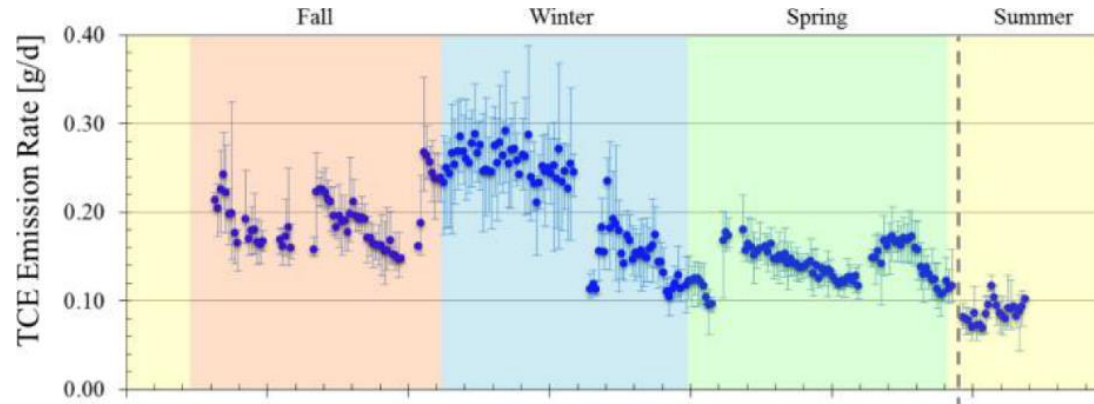 Fall Winter Spring Summer
TCE Emission Rate [g/d]
0.40
0.30
0.20
0.10
0.00